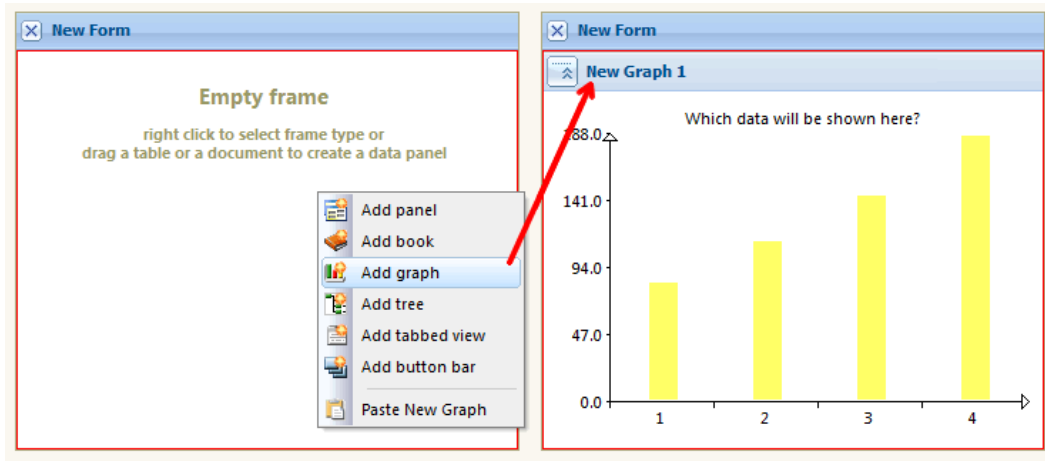 New Form
Empty frame
right click to select frame type or
drag a table or a document to create a data panel
Add panel
Add book
Add graph
Add tree
Add tabbed view
Add button bar
Paste New Graph
New Form
New Graph 1
Which data will be shown here?
188.0
141.0
94.0
47.0
0.0
1 2 3 4